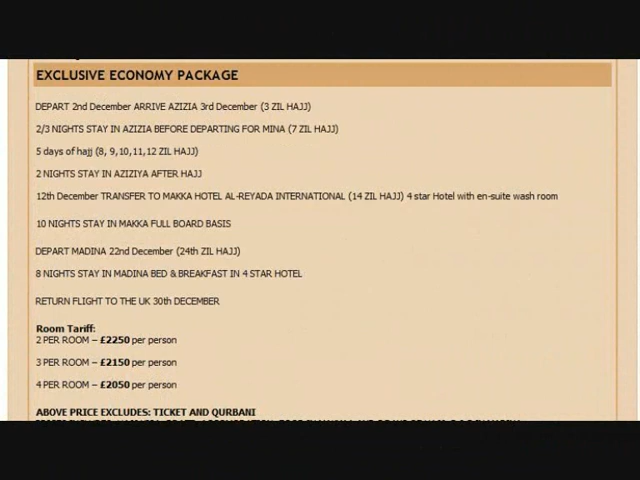 EXCLUSIVE ECONOMY PACKAGE
DEPART 2nd December ARRIVE AZIZIA 3rd December (3 ZIL HAJJ)
2/3 NIGHTS STAY IN AZIZIA BEFORE DEPARTING FOR MINA (7 ZIL HAJJ)
5 days of hajj (8, 9,10,11,12 ZIL HAJJ)
2 NIGHTS STAY IN AZIZIYA AFTER HAJJ
12th December TRANSFER TO MAKKA HOTEL AL-REYADA INTERNATIONAL (14 ZIL HAJJ) 4 star Hotel with en-suite wash room
10 NIGHTS STAY IN MAKKA FULL BOARD BASIS
DEPART MADINA 22nd December (24th ZIL HAJJ)
8 NIGHTS STAY IN MADINA BED & BREAKFAST IN 4 STAR HOTEL
RETURN FLIGHT TO THE UK 30th DECEMBER
Room Tariff:
2 PER ROOM – £2250 per person
3 PER ROOM – £2150 per person
4 PER ROOM – £2050 per person
ABOVE PRICE EXCLUDES: TICKET AND QURBANI